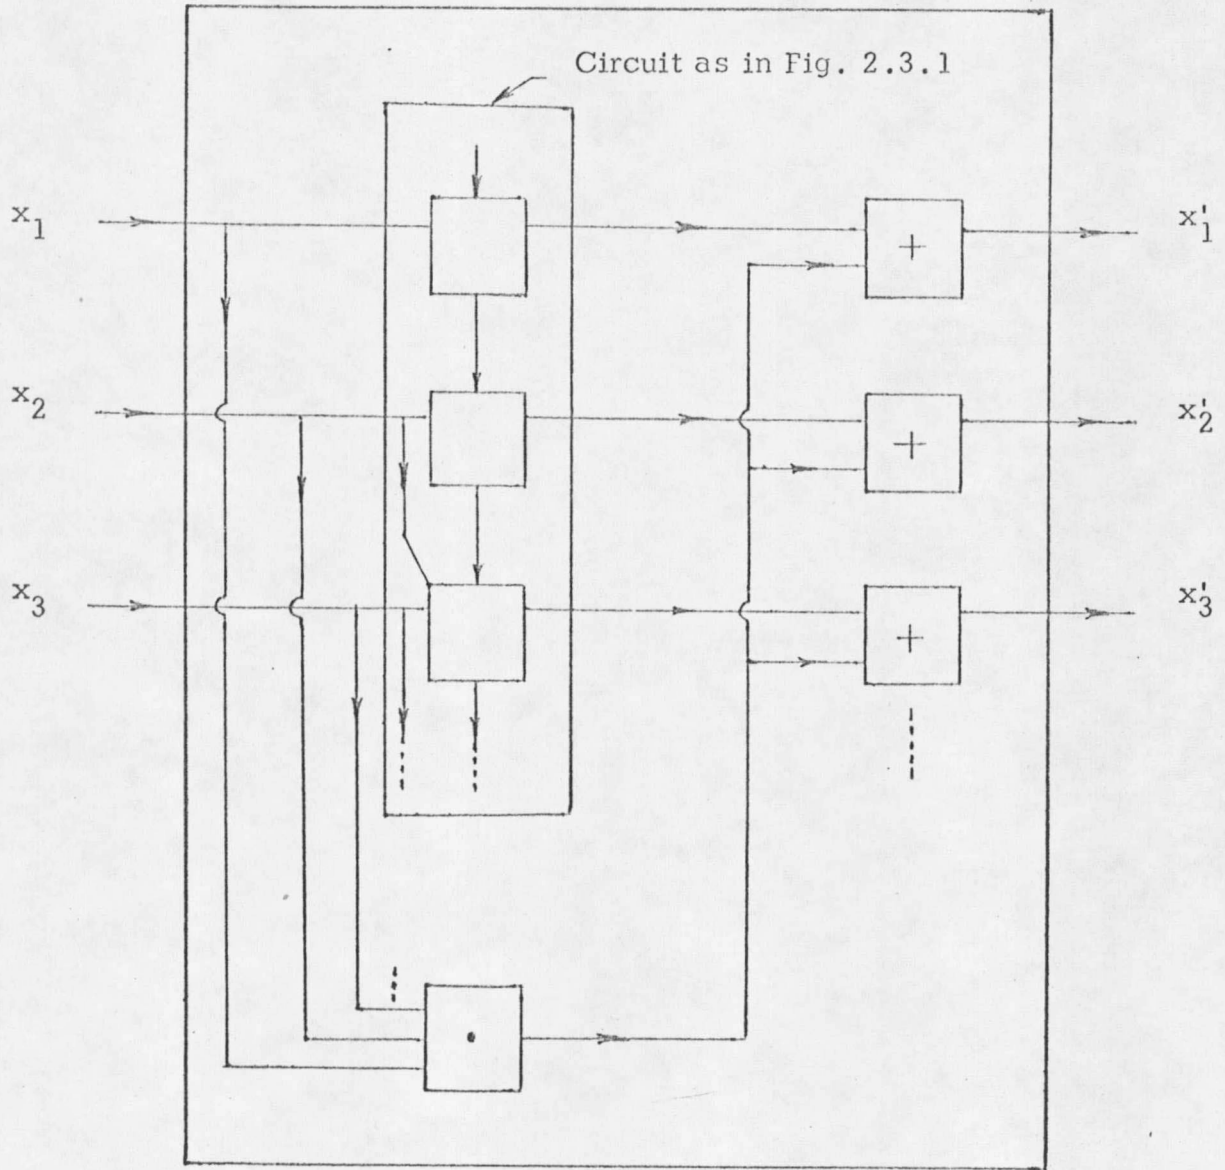 Circuit as in Fig. 2.3.1
x1
x'1
+
x2
x'2
+
x3
x'3
+